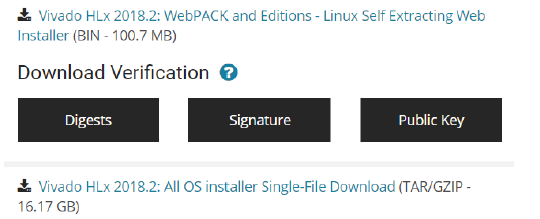 Vivado HLx 2018.2: WebPACK and Editions - Linux Self Extracting Web
Installer (BIN - 100.7 MB)
Download Verification ?
Digests Signature Public Key
Vivado HLx 2018.2: All OS installer Single-File Download (TAR/GZIP -
16.17 GB)